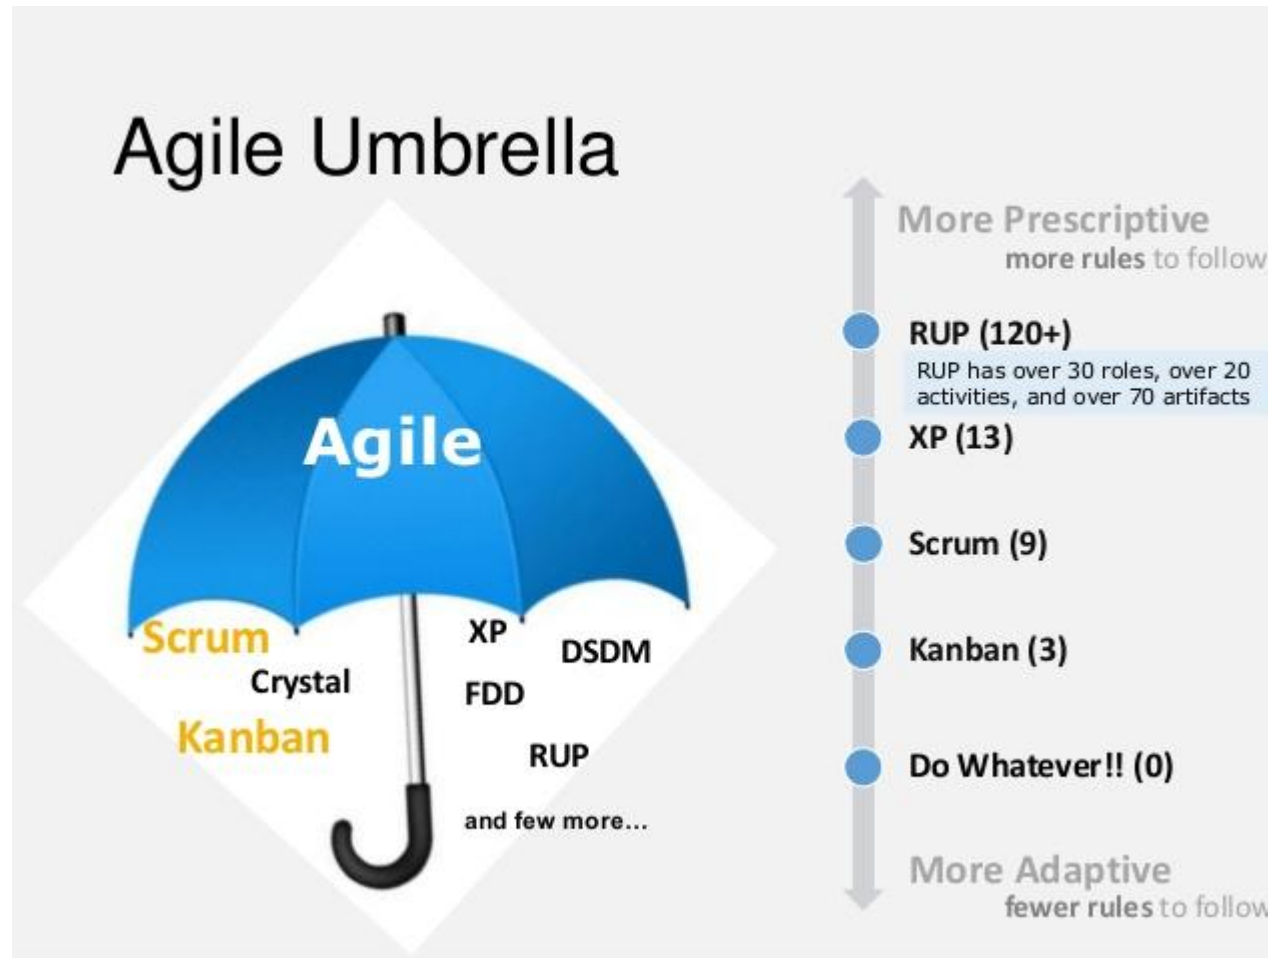 Agile Umbrella
Agile
Scrum
Crystal
Kanban
XP
DSDM
FDD
RUP
and few more...
More Prescriptive
more rules to follow
RUP (120+)
RUP has over 30 roles, over 20
activities, and over 70 artifacts
XP (13)
Scrum (9)
Kanban (3)
Do Whatever!! (0)
More Adaptive
fewer rules to follow